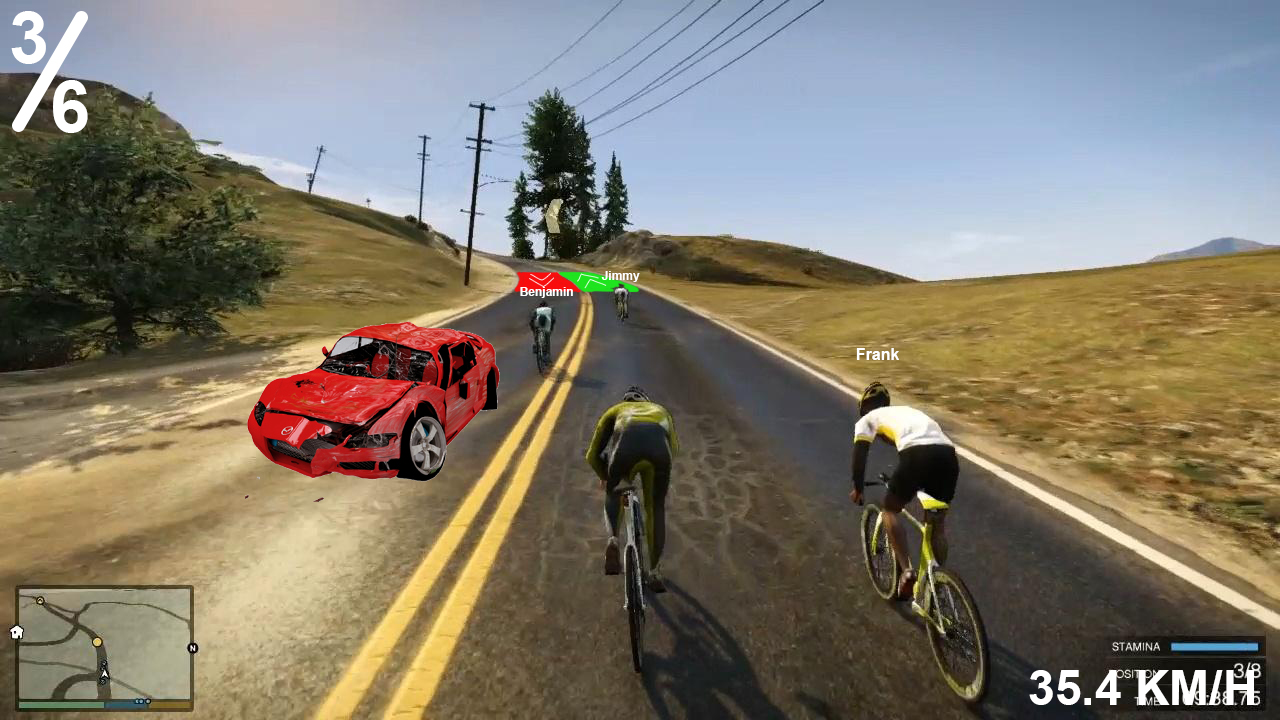 3/6
Jimmy
Benjamin
Frank
N
STAMINA
3/8
35.4 KM/H